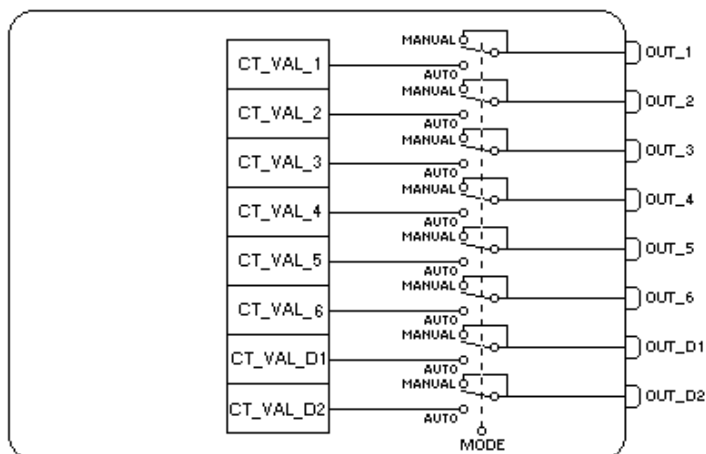 MANUAL
OUT_1
CT_VAL_1
AUTO
MANUAL
OUT_2
CT_VAL_2
AUTO
MANUAL
OUT_3
CT_VAL_3
AUTO
MANUAL
OUT_4
CT_VAL_4
AUTO
MANUAL
OUT_5
CT_VAL_5
AUTO
MANUAL
OUT_6
CT_VAL_6
AUTO
MANUAL
OUT_D1
CT_VAL_D1
AUTO
MANUAL
OUT_D2
CT_VAL_D2
AUTO
MODE